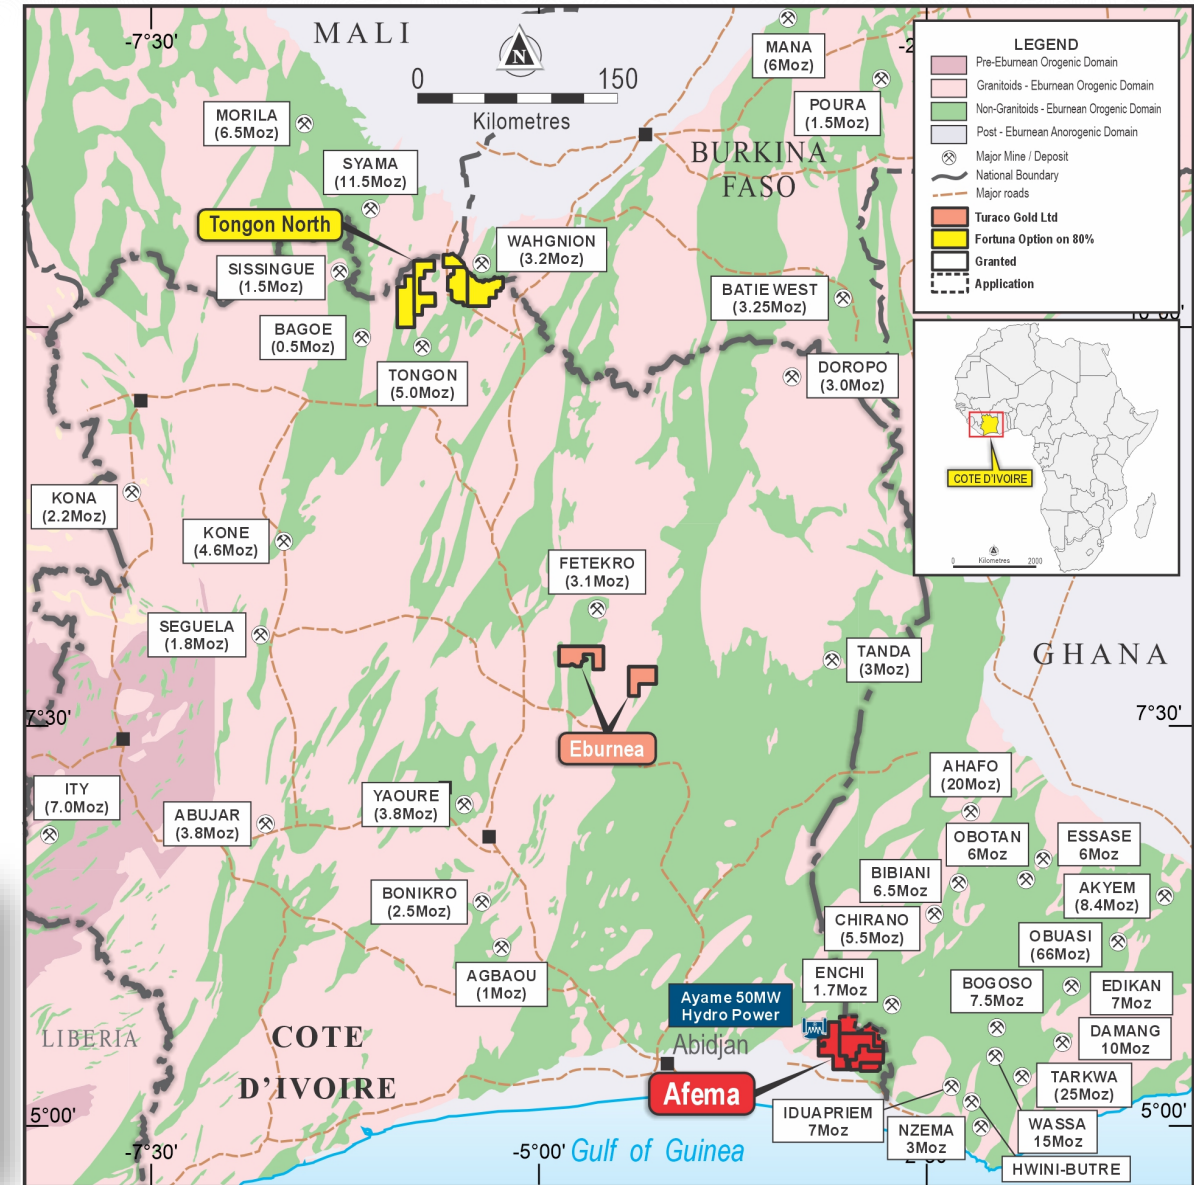 -7°30'
MALI
N
0
150
Kilometres
MANA
(6Moz)
POURA
(1.5Moz)
MORILA
(6.5Moz)
SYAMA
(11.5Moz)
BURKINA
FASO
Tongon North
WAHGNION
(3.2Moz)
SISSINGUE
(1.5Moz)
BATIE WEST
(3.25Moz)
BAGOE
(0.5Moz)
TONGON
(5.0Moz)
DOROPO
(3.0Moz)
LEGEND
Pre-Eburnean Orogenic Domain
Granitoids - Eburnean Orogenic Domain
Non-Granitoids - Eburnean Orogenic Domain
Post - Eburnean Anorogenic Domain
Major Mine / Deposit
National Boundary
Major roads
Turaco Gold Ltd
Fortuna Option on 80%
Granted
Application
COTE D'IVOIRE
Kilometres
0
2000
KONA
(2.2Moz)
KONE
(4.6Moz)
FETEKRO
(3.1Moz)
SEGUELA
(1.8Moz)
TANDA
(3Moz)
GHANA
7°30'
7°30'
Eburnea
ITY
(7.0Moz)
ABUJAR
(3.8Moz)
YAOURE
(3.8Moz)
AHAFO
(20Moz)
OBOTAN
6Moz
ESSASE
6Moz
BIBIANI
6.5Moz
AKYEM
(8.4Moz)
BONIKRO
(2.5Moz)
CHIRANO
(5.5Moz)
OBUASI
(66Moz)
AGBAOU
(1Moz)
ENCHI
1.7Moz
BOGOSO
7.5Moz
EDIKAN
7Moz
Ayame 50MW
Hydro Power
LIBERIA
COTE
D'IVOIRE
Abidjan
DAMANG
10Moz
Afema
TARKWA
(25Moz)
IDUAPRIEM
7Moz
NZEMA
3Moz
WASSA
15Moz
HWINI-BUTRE
5°00'
5°00'
-7°30'
-5°00'
Gulf of Guinea